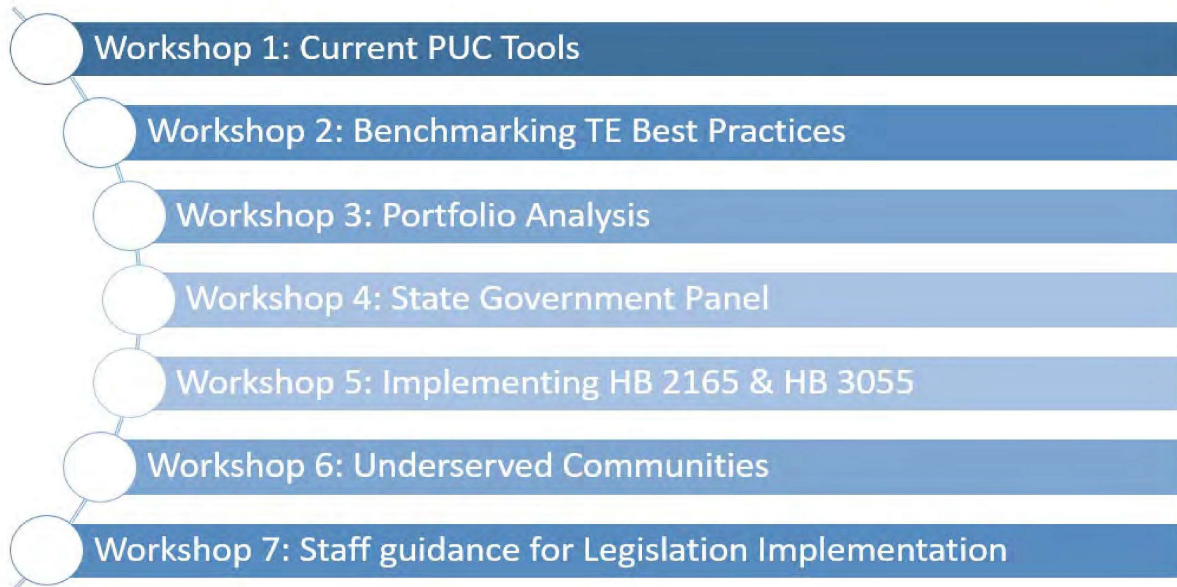 Workshop 1: Current PUC Tools
Workshop 2: Benchmarking TE Best Practices
Workshop 3: Portfolio Analysis
Workshop 4: State Government Panel
Workshop 5: Implementing HB 2165 & HB 3055
Workshop 6: Underserved Communities
Workshop 7: Staff guidance for Legislation Implementation